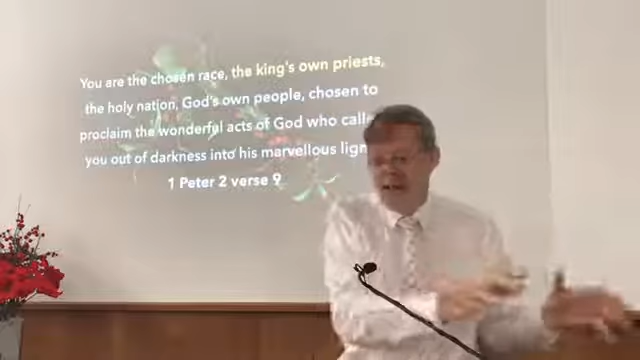 You are the chosen race, the king's own priests,
the holy nation, God's own people, chosen to
proclaim the wonderful acts of God who
you out of darkness into his marvellous
1 Peter 2 verse 9